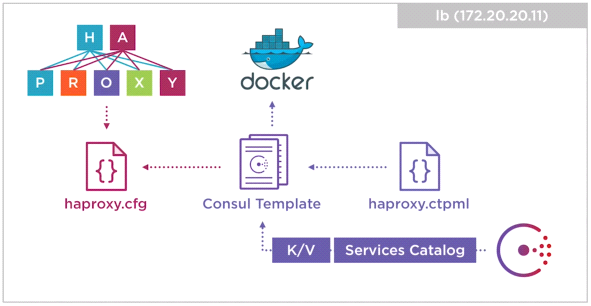 lb (172.20.20.11)
H A
P R O X Y
docker
haproxy.cfg
Consul Template
haproxy.ctpml
K/V
Services Catalog